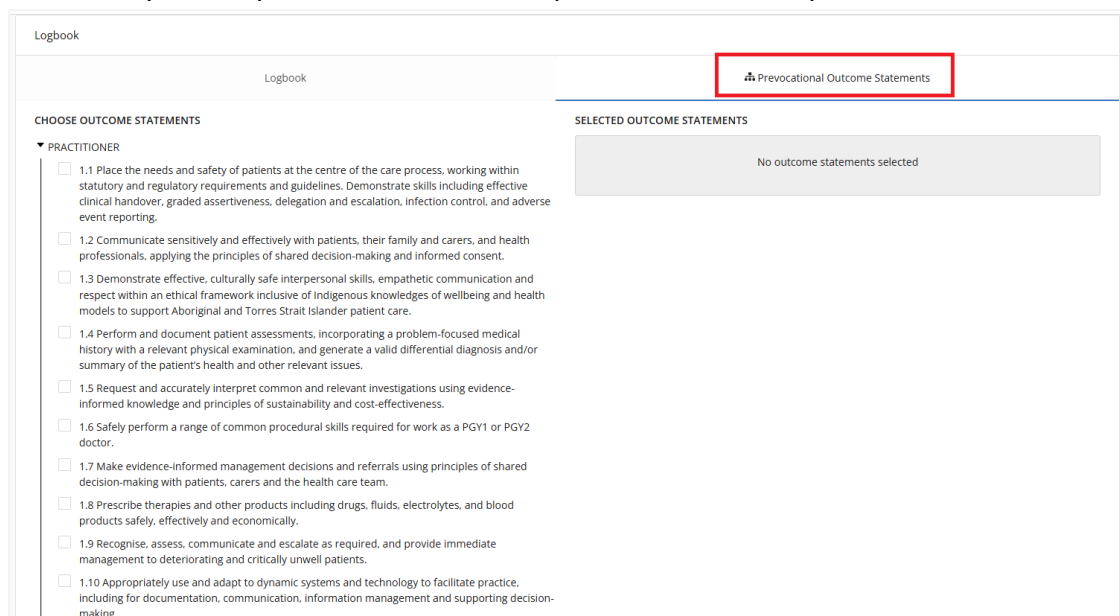 Logbook
Logbook
Prevocational Outcome Statements
CHOOSE OUTCOME STATEMENTS
PRACTITIONER
1.1 Place the needs and safety of patients at the centre of the care process, working within
statutory and regulatory requirements and guidelines. Demonstrate skills including effective
clinical handover, graded assertiveness, delegation and escalation, infection control, and adverse
event reporting.
1.2 Communicate sensitively and effectively with patients, their family and carers, and health
professionals, applying the principles of shared decision-making and informed consent.
1.3 Demonstrate effective, culturally safe interpersonal skills, empathetic communication and
respect within an ethical framework inclusive of Indigenous knowledges of wellbeing and health
models to support Aboriginal and Torres Strait Islander patient care.
1.4 Perform and document patient assessments, incorporating a problem-focused medical
history with a relevant physical examination, and generate a valid differential diagnosis and/or
summary of the patient's health and other relevant issues.
1.5 Request and accurately interpret common and relevant investigations using evidence-
informed knowledge and principles of sustainability and cost-effectiveness.
1.6 Safely perform a range of common procedural skills required for work as a PGY1 or PGY2
doctor.
1.7 Make evidence-informed management decisions and referrals using principles of shared
decision-making with patients, carers and the health care team.
1.8 Prescribe therapies and other products including drugs, fluids, electrolytes, and blood
products safely, effectively and economically.
1.9 Recognise, assess, communicate and escalate as required, and provide immediate
management to deteriorating and critically unwell patients.
1.10 Appropriately use and adapt to dynamic systems and technology to facilitate practice,
including for documentation, communication, information management and supporting decision-
making.
SELECTED OUTCOME STATEMENTS
No outcome statements selected